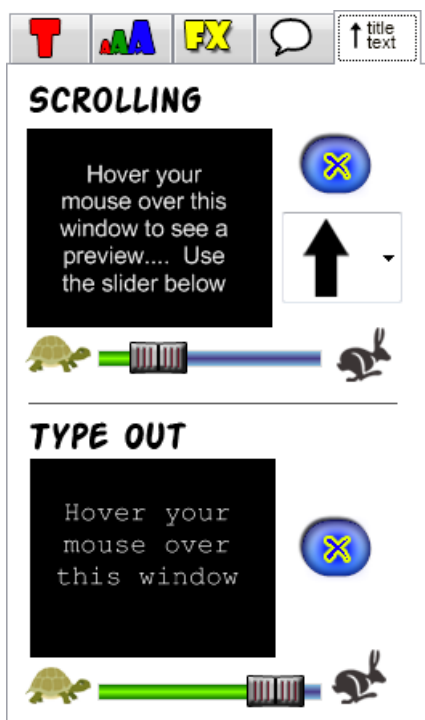 T
AAA
FX
title
text
SCROLLING
Hover your
mouse over this
window to see a
preview.... Use
the slider below
TYPE OUT
Hover your
mouse over
this window